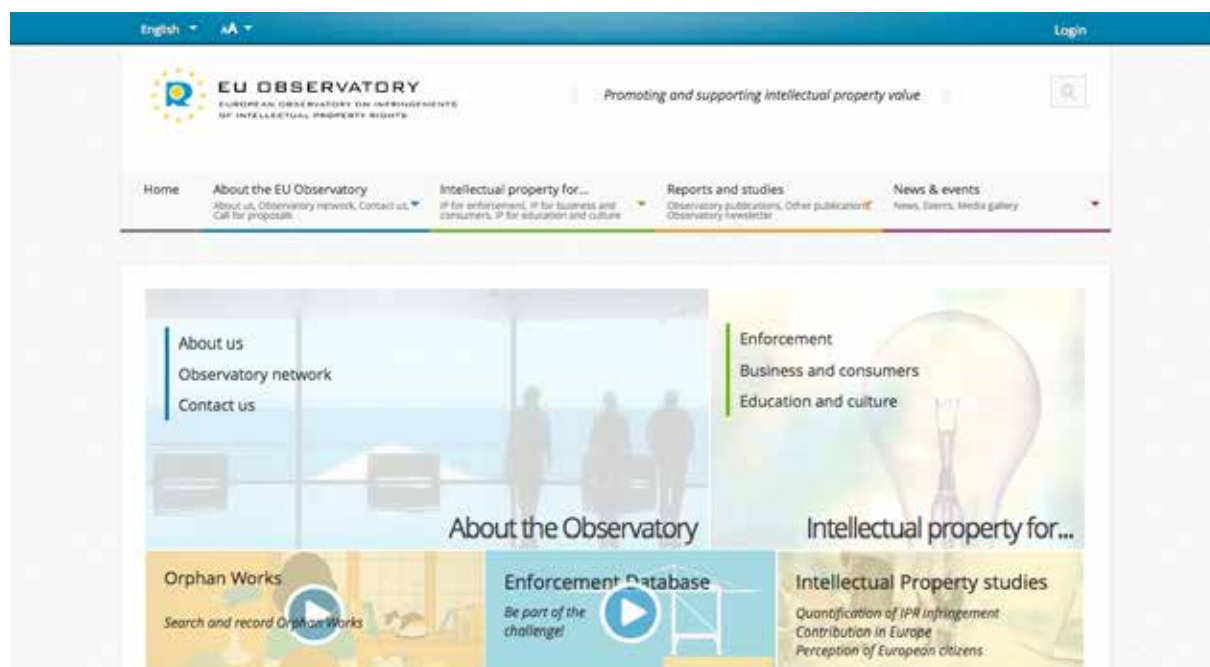 English
AA
Login
EU OBSERVATORY
EUROPEAN OBSERVATORY ON INFRINGEMENTS
OF INTELLECTUAL PROPERTY RIGHTS
Promoting and supporting intellectual property value
Home
About the EU Observatory
About us, Observatory network, Contact us,
Call for proposals
Intellectual property for...
IP for enforcement, IP for business and
consumers, IP for education and culture
Reports and studies
Observatory publications, Other publications
Observatory newsletter
News & events
News, Events, Media gallery
About us
Observatory network
Contact us
About the Observatory
Enforcement
Business and consumers
Education and culture
Intellectual property for...
Orphan Works
Search and record Orphan Works
Enforcement Database
Be part of the
challenge!
Intellectual Property studies
Quantification of IPR infringement
Contribution in Europe
Perception of European citizens